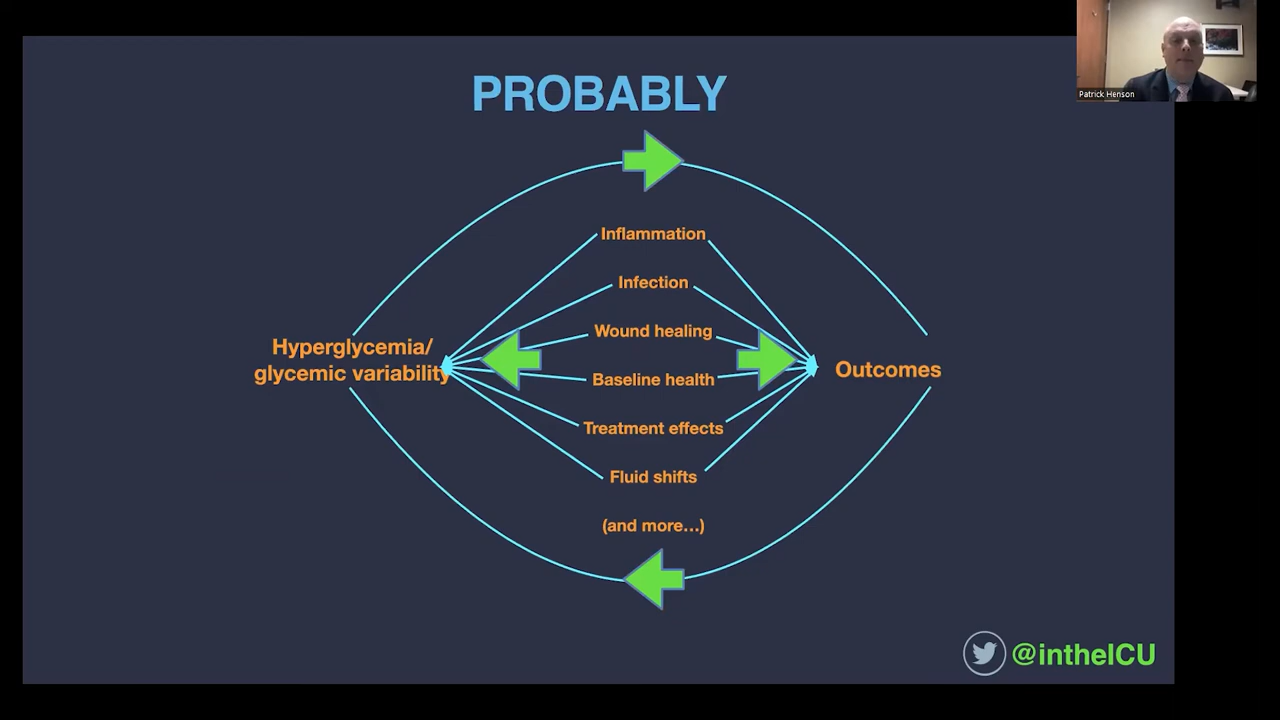 PROBABLY
Patrick Henson
Inflammation
Infection
Wound healing
Hyperglycemia/
glycemic variability
Baseline health
Outcomes
Treatment effects
Fluid shifts
(and more...)
@intheICU